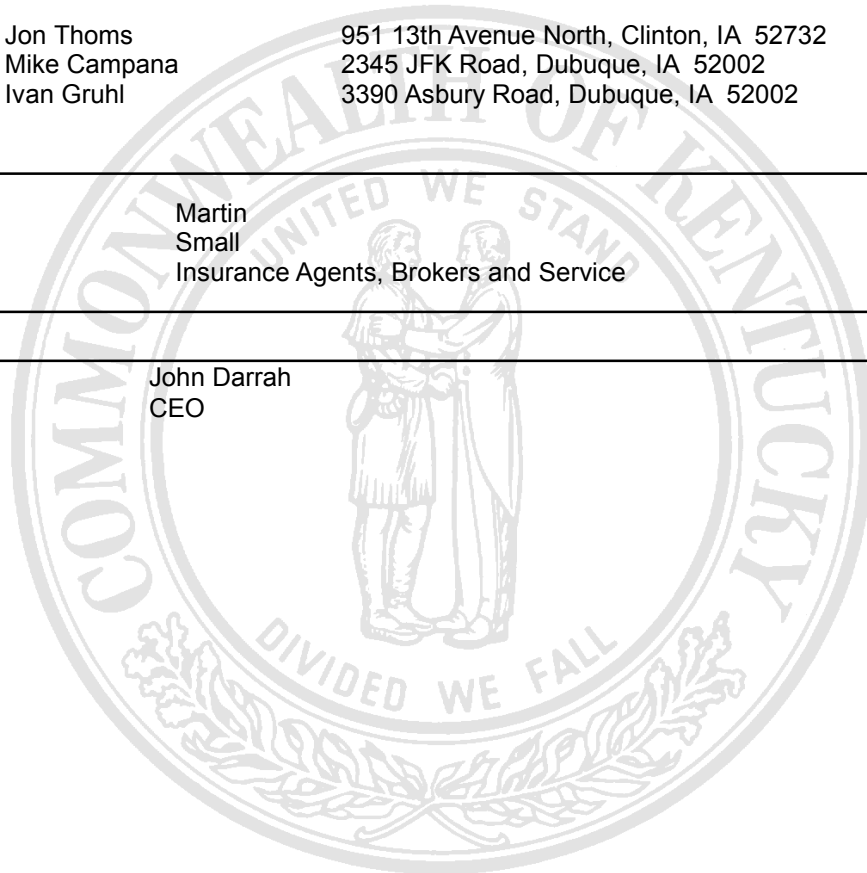 Jon Thoms 951 13th Avenue North, Clinton, IA 52732
Mike Campana 2345 JFK Road, Dubuque, IA 52002
Ivan Gruhl 3390 Asbury Road, Dubuque, IA 52002
Martin
Small
Insurance Agents, Brokers and Service
John Darrah
CEO
COMMONWEALTH OF KENTUCKY
UNITED WE STAND
DIVIDED WE FALL